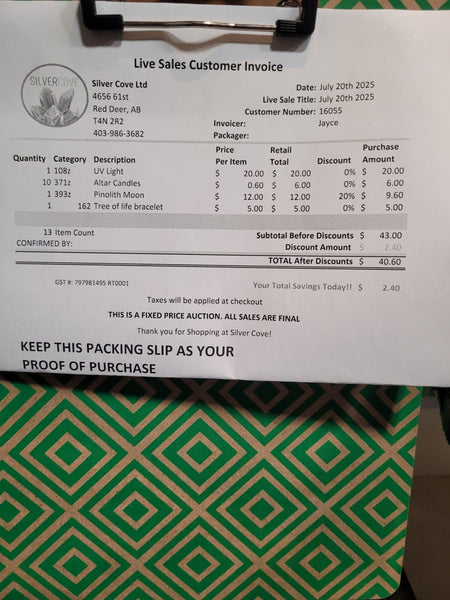 Live Sales Customer Invoice
SILVERCOVE
Silver Cove Ltd
4656 61st
Red Deer, AB
T4N 2R2
403-986-3682
Date: July 20th 2025
Live Sale Title: July 20th 2025
Customer Number: 16055
Invoicer: Jayce
Packager:
Quantity Category Description Price Per Item Retail Total Discount Purchase Amount
1 108z UV Light $ 20.00 $ 20.00 0% $ 20.00
10 371z Altar Candles $ 0.60 $ 6.00 0% $ 6.00
1 393z Pinolith Moon $ 12.00 $ 12.00 20% $ 9.60
1 162 Tree of life bracelet $ 5.00 $ 5.00 0% $ 5.00
13 Item Count Subtotal Before Discounts $ 43.00
CONFIRMED BY: Discount Amount $ 2.40
TOTAL After Discounts $ 40.60
GST #: 797981495 RT0001 Your Total Savings Today!! $ 2.40
Taxes will be applied at checkout
THIS IS A FIXED PRICE AUCTION. ALL SALES ARE FINAL
Thank you for Shopping at Silver Cove!
KEEP THIS PACKING SLIP AS YOUR
PROOF OF PURCHASE